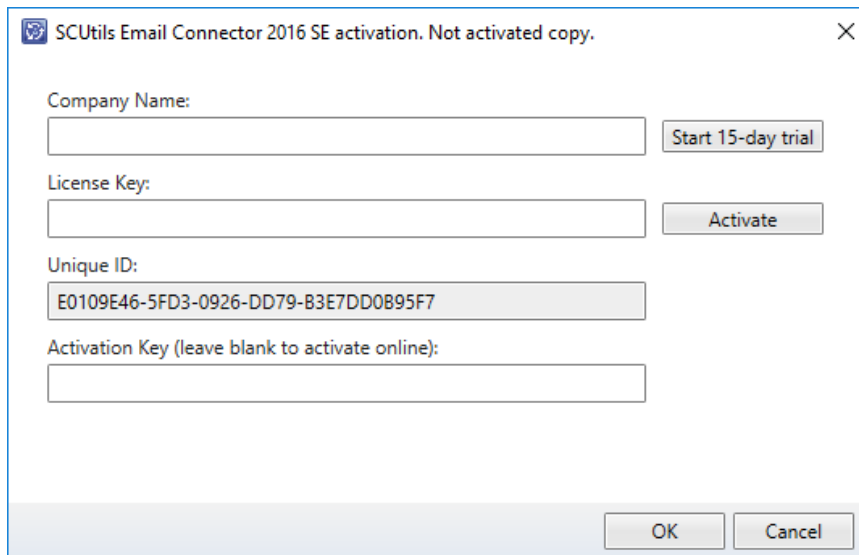 SCUtils Email Connector 2016 SE activation. Not activated copy.
Company Name:
Start 15-day trial
License Key:
Activate
Unique ID:
E0109E46-5FD3-0926-DD79-B3E7DD0B95F7
Activation Key (leave blank to activate online):
OK Cancel